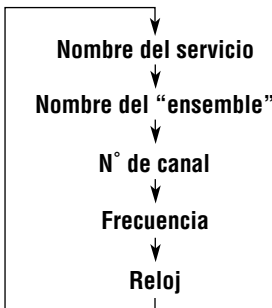 Nombre del servicio
Nombre del “ensemble”
N˚ de canal
Frecuencia
Reloj